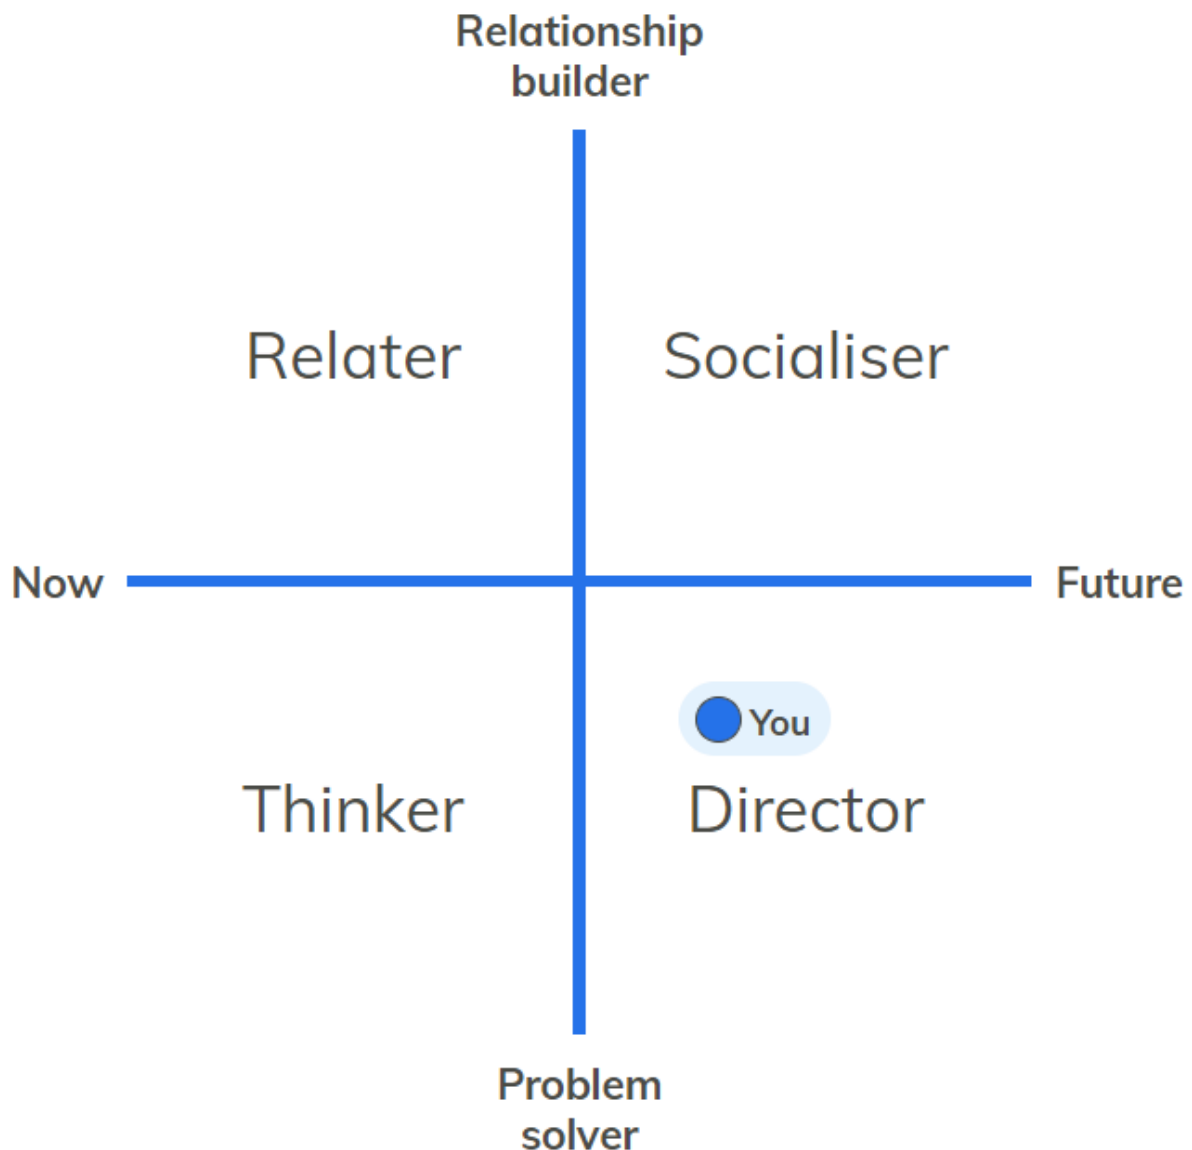 Relationship
builder
Relater
Socialiser
Now
Future
You
Thinker
Director
Problem
solver